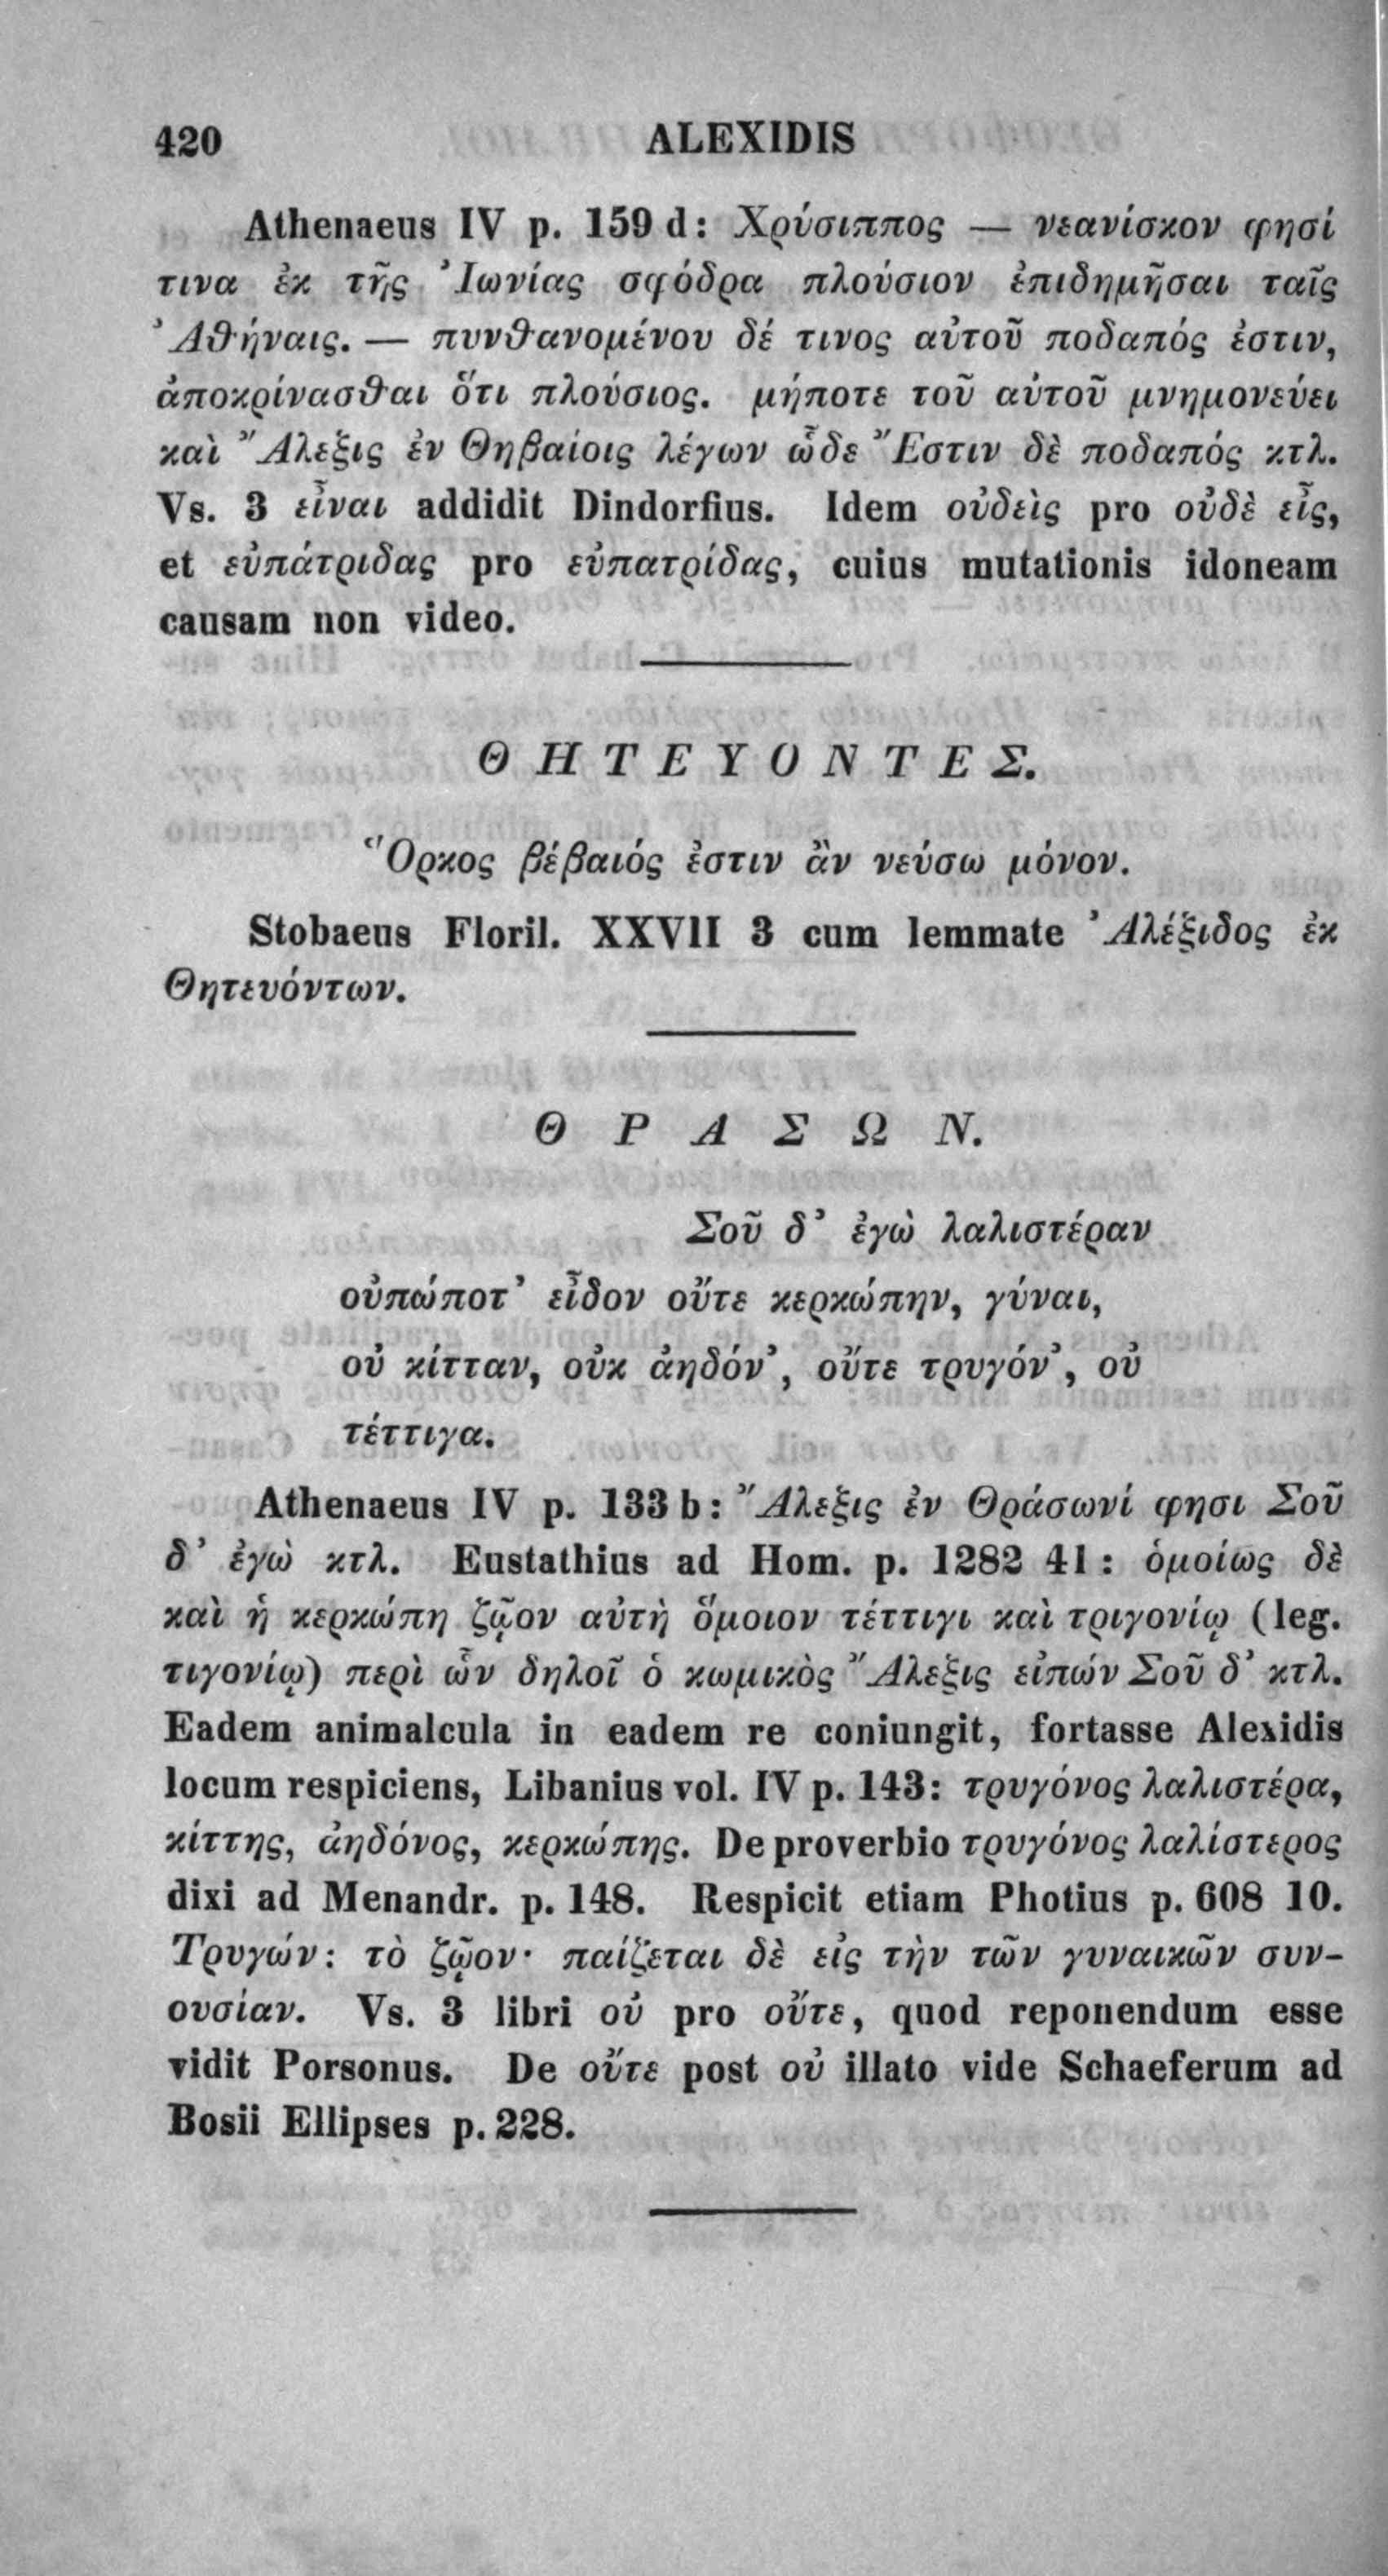 420 ALEXIDIS
Athenaeus IV p. 159 d: Χρύσιππος — νεανίσκον φησί
τινα ἐκ τῆς Ἰωνίας σφόδρα πλούσιον ἐπιδημῆσαι ταῖς
Ἀθήναις. — πυνθανομένου δέ τινος αὐτοῦ ποδαπός ἐστιν,
ἀποκρίνασθαι ὅτι πλούσιος. μήποτε τοῦ αὐτοῦ μνημονεύει
καὶ Ἄλεξις ἐν Θηβαίοις λέγων ὧδε Ἔστιν δὲ ποδαπός κτλ.
Vs. 3 εἶναι addidit Dindorfius. Idem οὐδεὶς pro οὐδὲ εἷς,
et εὐπάτριδας pro εὐπατρίδας, cuius mutationis idoneam
causam non video.
ΘΗΤΕΥΟΝΤΕΣ.
Ὅρκος βέβαιός ἐστιν ἂν νεύσω μόνον.
Stobaeus Floril. XXVII 3 cum lemmate Ἀλέξιδος ἐκ
Θητευόντων.
ΘΡΑΣΩΝ.
Σοῦ δ’ ἐγὼ λαλιστέραν
οὐπώποτ’ εἶδον οὔτε κερκώπην, γύναι,
οὐ κίτταν, οὐκ ἀηδόν’, οὔτε τρυγόν’, οὐ
τέττιγα.
Athenaeus IV p. 133 b: Ἄλεξις ἐν Θράσωνί φησι Σοῦ
δ’ ἐγὼ κτλ. Eustathius ad Hom. p. 1282 41: ὁμοίως δὲ
καὶ ἡ κερκώπη ζῷον αὐτὴ ὅμοιον τέττιγι καὶ τριγονίῳ (leg.
τιγονίῳ) περὶ ὧν δηλοῖ ὁ κωμικὸς Ἄλεξις εἰπών Σοῦ δ’ κτλ.
Eadem animalcula in eadem re coniungit, fortasse Alexidis
locum respiciens, Libanius vol. IV p. 143: τρυγόνος λαλιστέρα,
κίττης, ἀηδόνος, κερκώπης. De proverbio τρυγόνος λαλίστερος
dixi ad Menandr. p. 148. Respicit etiam Photius p. 608 10.
Τρυγών: τὸ ζῷον· παίζεται δὲ εἰς τὴν τῶν γυναικῶν συν-
ουσίαν. Vs. 3 libri οὐ pro οὔτε, quod reponendum esse
vidit Porsonus. De οὔτε post οὐ illato vide Schaeferum ad
Bosii Ellipses p. 228.